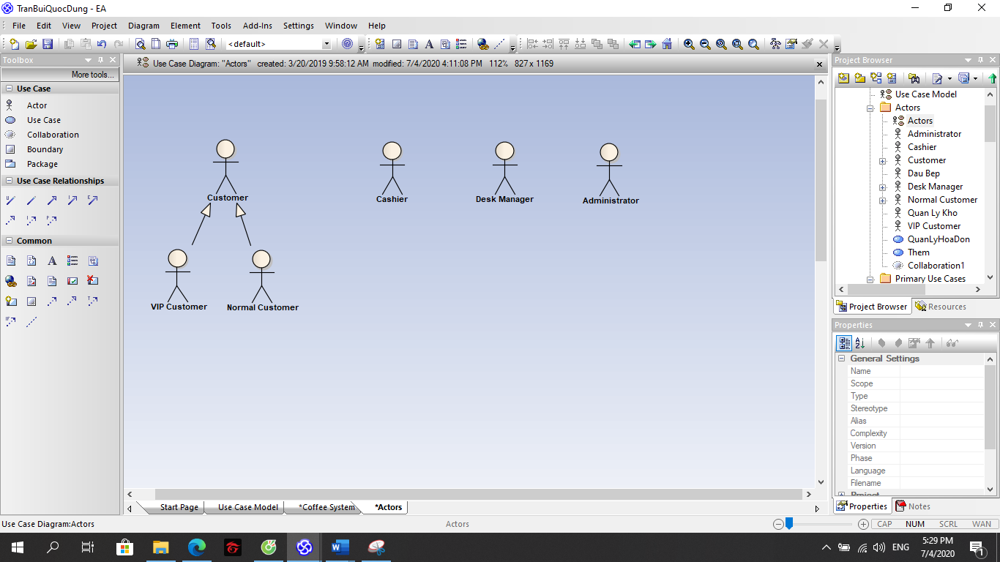 TranBuiQuocDung - EA
File Edit View Project Diagram Element Tools Add-Ins Settings Window Help
<default>
Toolbox
More tools...
Use Case
Actor
Use Case
Collaboration
Boundary
Package
Use Case Relationships
Common
Use Case Diagram: "Actors" created: 3/20/2019 9:58:12 AM modified: 7/4/2020 4:11:08 PM 112% 827 x 1169
Customer
Cashier
Desk Manager
Administrator
VIP Customer
Normal Customer
Start Page
Use Case Model
*Coffee System
*Actors
Project Browser
Use Case Model
Actors
Actors
Administrator
Cashier
Customer
Dau Bep
Desk Manager
Normal Customer
Quan Ly Kho
VIP Customer
QuanLyHoaDon
Them
Collaboration1
Primary Use Cases
Project Browser
Resources
Properties
General Settings
Name
Scope
Type
Stereotype
Alias
Complexity
Version
Phase
Language
Filename
Project
Properties
Notes
Use Case Diagram:Actors
Actors
CAP NUM SCRL WAN
ENG
5:29 PM
7/4/2020
1